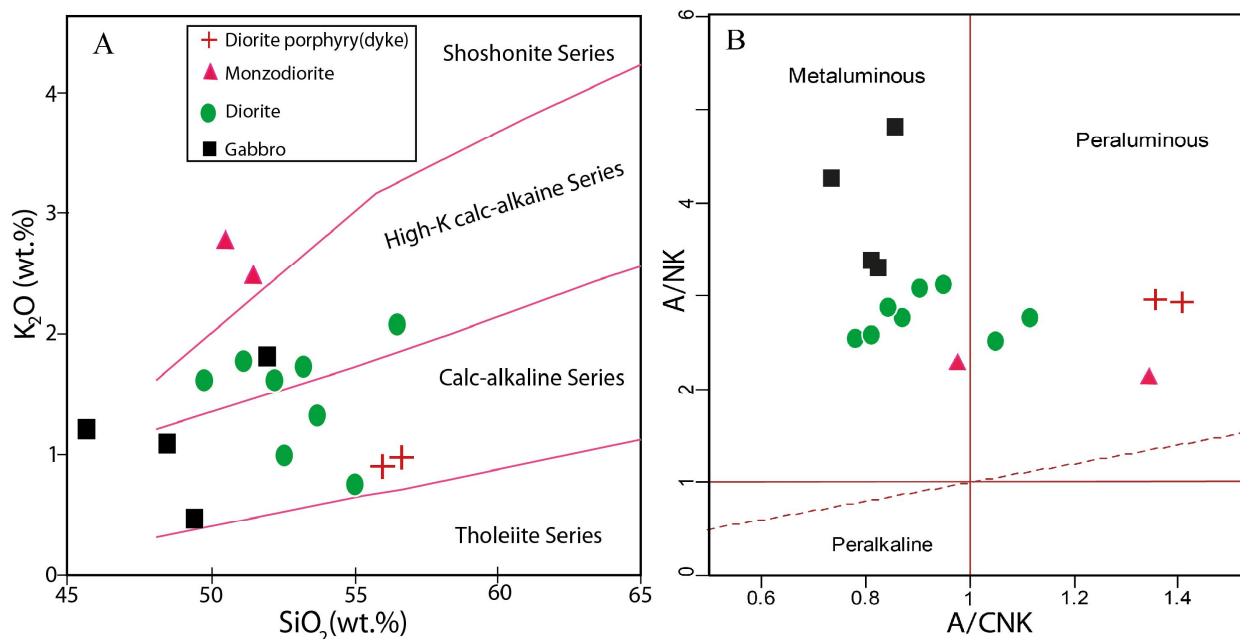 A
Diorite porphyry(dyke)
Monzodiorite
Diorite
Gabbro
Shoshonite Series
High-K calc-alkaine Series
Calc-alkaline Series
Tholeiite Series
K2O (wt.%)
4
3
2
1
0
45
50
55
60
65
SiO2(wt.%)
B
Metaluminous
Peraluminous
Peralkaline
A/NK
6
4
2
1
0
0.6
0.8
1
1.2
1.4
A/CNK